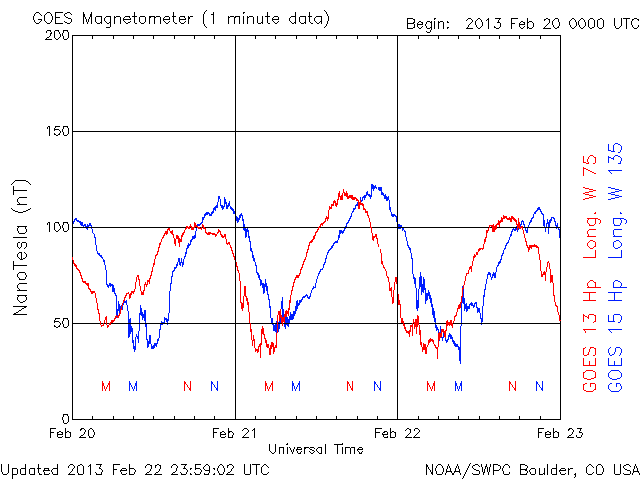 GOES Magnetometer (1 minute data)
Begin: 2013 Feb 20 0000 UTC
200
150
100
50
0
NanoTesla (nT)
M M N N M M N N M M N N
Feb 20 Feb 21 Feb 22 Feb 23
Universal Time
GOES 13 Hp Long. W 75
GOES 15 Hp Long. W 135
Updated 2013 Feb 22 23:59:02 UTC
NOAA/SWPC Boulder, CO USA